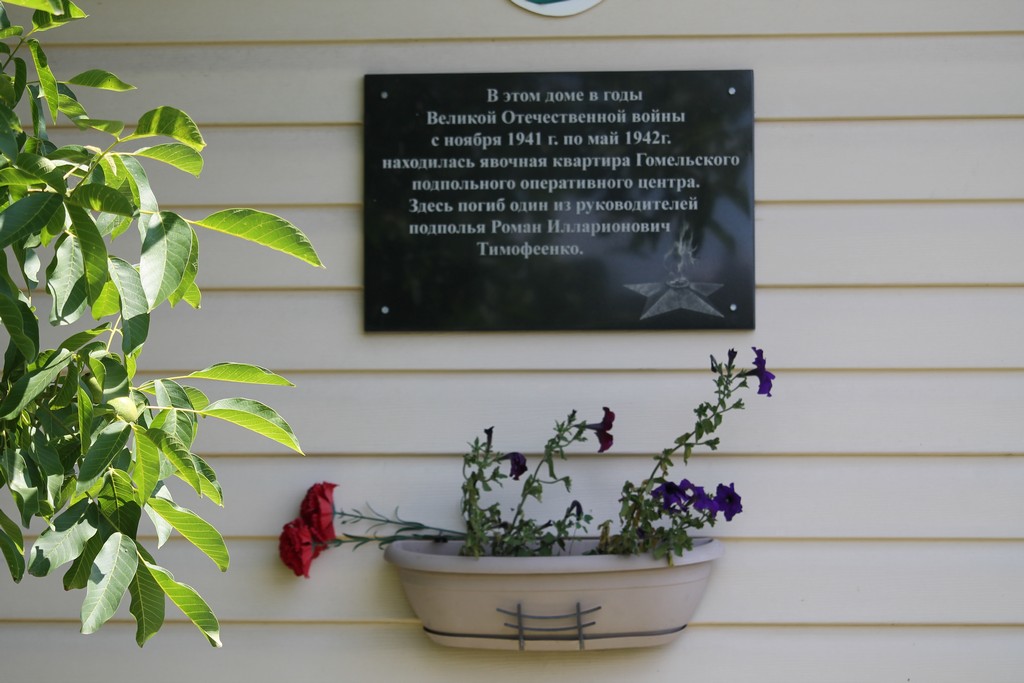 В этом доме в годы
Великой Отечественной войны
с ноября 1941 г. по май 1942г.
находилась явочная квартира Гомельского
подпольного оперативного центра.
Здесь погиб один из руководителей
подполья Роман Илларионович
Тимофеенко.